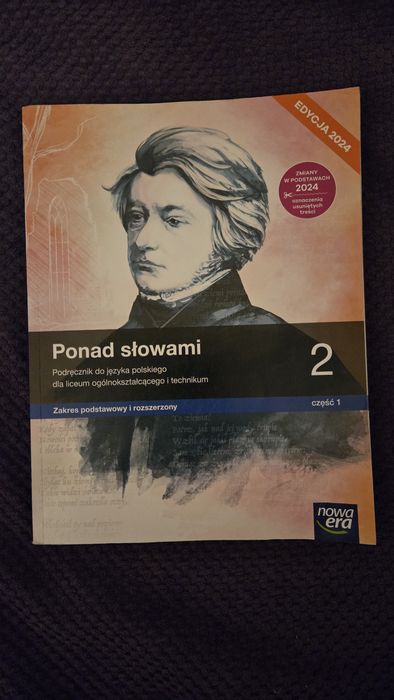 EDYCJA 2024
ZMIANY
W PODSTAWACH
2024
oznaczenia
usuniętych
treści
Ponad słowami
2
Podręcznik do języka polskiego
dla liceum ogólnokształcącego i technikum
Zakres podstawowy i rozszerzony
część 1
nowa
era